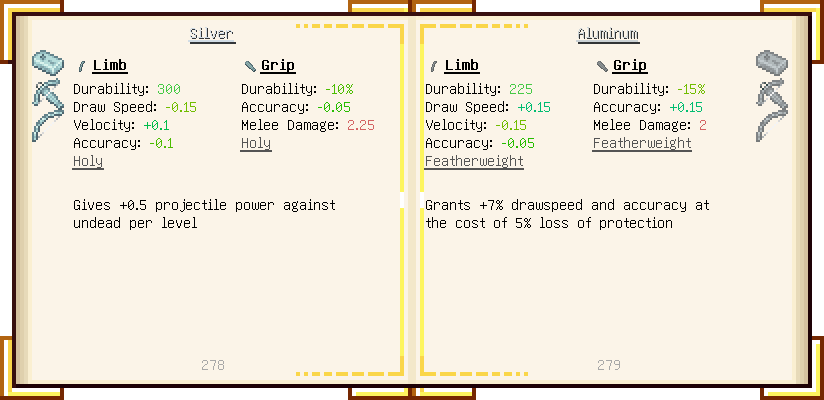 Silver
Limb
Durability: 300
Draw Speed: -0.15
Velocity: +0.1
Accuracy: -0.1
Holy
Grip
Durability: -10%
Accuracy: -0.05
Melee Damage: 2.25
Holy
Gives +0.5 projectile power against
undead per level
278
Aluminum
Limb
Durability: 225
Draw Speed: +0.15
Velocity: -0.15
Accuracy: -0.05
Featherweight
Grip
Durability: -15%
Accuracy: +0.15
Melee Damage: 2
Featherweight
Grants +7% drawspeed and accuracy at
the cost of 5% loss of protection
279